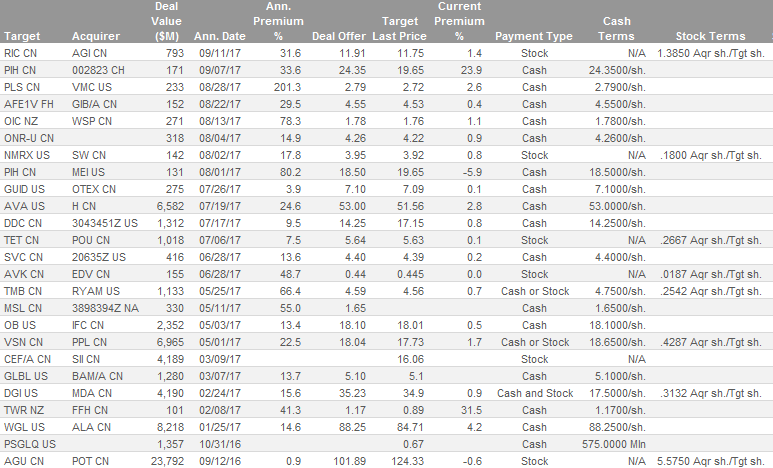 Deal Ann. Target Current
Value Premium Premium Cash
Target Acquirer ($M) Ann. Date % Deal Offer Last Price % Payment Type Terms Stock Terms
RIC CN AGI CN 793 09/11/17 31.6 11.91 11.75 1.4 Stock N/A 1.3850 Aqr sh./Tgt sh.
PIH CN 002823 CH 171 09/07/17 33.6 24.35 19.65 23.9 Cash 24.3500/sh.
PLS CN VMC US 233 08/28/17 201.3 2.79 2.72 2.6 Cash 2.7900/sh.
AFE1V FH GIB/A CN 152 08/22/17 29.5 4.55 4.53 0.4 Cash 4.5500/sh.
OIC NZ WSP CN 271 08/13/17 78.3 1.78 1.76 1.1 Cash 1.7800/sh.
ONR-U CN 318 08/04/17 14.9 4.26 4.22 0.9 Cash 4.2600/sh.
NMRX US SW CN 142 08/02/17 17.8 3.95 3.92 0.8 Stock N/A .1800 Aqr sh./Tgt sh.
PIH CN MEI US 131 08/01/17 80.2 18.50 19.65 -5.9 Cash 18.5000/sh.
GUID US OTEX CN 275 07/26/17 3.9 7.10 7.09 0.1 Cash 7.1000/sh.
AVA US H CN 6,582 07/19/17 24.6 53.00 51.56 2.8 Cash 53.0000/sh.
DDC CN 3043451Z US 1,312 07/17/17 9.5 14.25 17.15 0.8 Cash 14.2500/sh.
TET CN POU CN 1,018 07/06/17 7.5 5.64 5.63 0.1 Stock N/A .2667 Aqr sh./Tgt sh.
SVC CN 20635Z US 416 06/28/17 13.6 4.40 4.39 0.2 Cash 4.4000/sh.
AVK CN EDV CN 155 06/28/17 48.7 0.44 0.445 0.0 Stock N/A .0187 Aqr sh./Tgt sh.
TMB CN RYAM US 1,133 05/25/17 66.4 4.59 4.56 0.7 Cash or Stock 4.7500/sh. .2542 Aqr sh./Tgt sh.
MSL CN 3898394Z NA 330 05/11/17 55.0 1.65 Cash 1.6500/sh.
OB US IFC CN 2,352 05/03/17 13.4 18.10 18.01 0.5 Cash 18.1000/sh.
VSN CN PPL CN 6,965 05/01/17 22.5 18.04 17.73 1.7 Cash or Stock 18.6500/sh. .4287 Aqr sh./Tgt sh.
CEF/A CN SII CN 4,189 03/09/17 16.06 Stock N/A
GLBL US BAM/A CN 1,280 03/07/17 13.7 5.10 5.1 Cash 5.1000/sh.
DGI US MDA CN 4,190 02/24/17 15.6 35.23 34.9 0.9 Cash and Stock 17.5000/sh. .3132 Aqr sh./Tgt sh.
TWR NZ FFH CN 101 02/08/17 41.3 1.17 0.89 31.5 Cash 1.1700/sh.
WGL US ALA CN 8,218 01/25/17 14.6 88.25 84.71 4.2 Cash 88.2500/sh.
PSGLQ US 1,357 10/31/16 0.67 Cash 575.0000 Mln
AGU CN POT CN 23,792 09/12/16 0.9 101.89 124.33 -0.6 Stock N/A 5.5750 Aqr sh./Tgt sh.